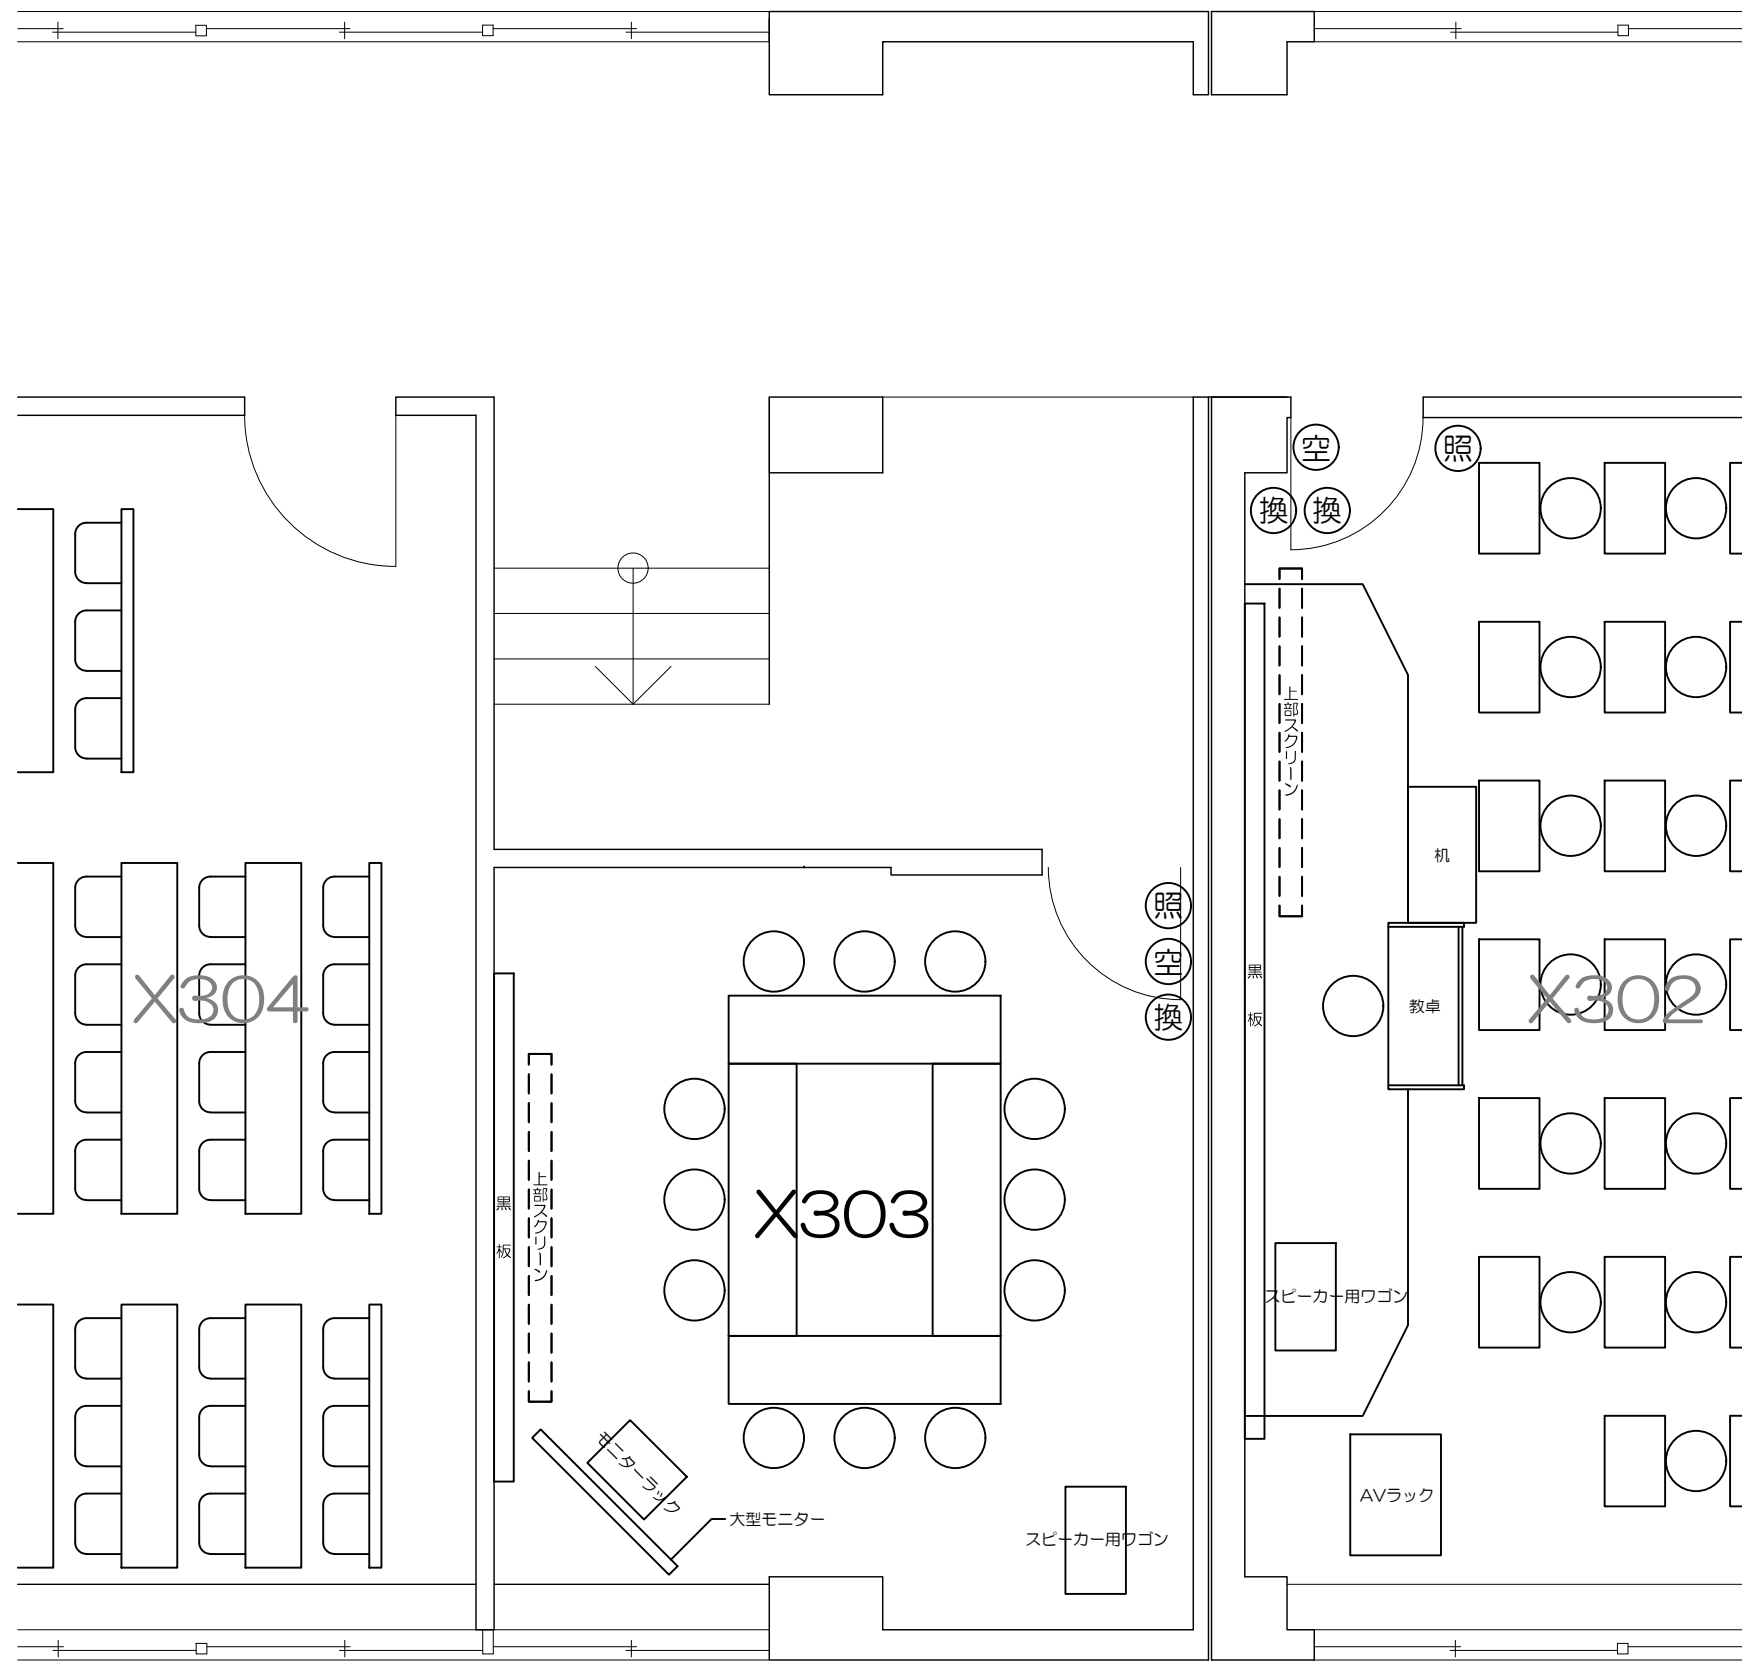 空
照
換
換
上部スクリーン
机
照
空
換
黒板
教卓
X304
X302
黒板
上部スクリーン
X303
スピーカー用ワゴン
モニターラック
大型モニター
スピーカー用ワゴン
AVラック